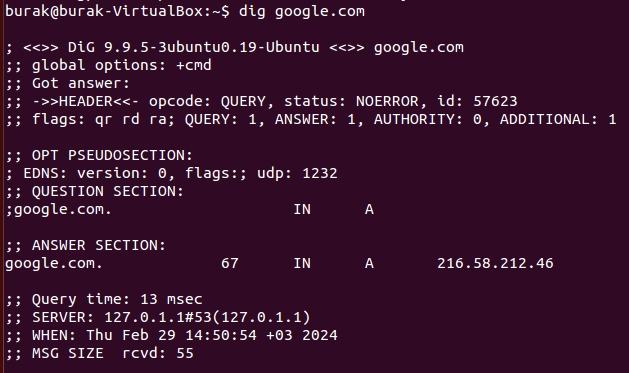 burak@burak-VirtualBox:~$ dig google.com
; <<>> DiG 9.9.5-3ubuntu0.19-Ubuntu <<>> google.com
;; global options: +cmd
;; Got answer:
;; ->>HEADER<<- opcode: QUERY, status: NOERROR, id: 57623
;; flags: qr rd ra; QUERY: 1, ANSWER: 1, AUTHORITY: 0, ADDITIONAL: 1
;; OPT PSEUDOSECTION:
; EDNS: version: 0, flags:; udp: 1232
;; QUESTION SECTION:
;google.com. IN A
;; ANSWER SECTION:
google.com. 67 IN A 216.58.212.46
;; Query time: 13 msec
;; SERVER: 127.0.1.1#53(127.0.1.1)
;; WHEN: Thu Feb 29 14:50:54 +03 2024
;; MSG SIZE rcvd: 55